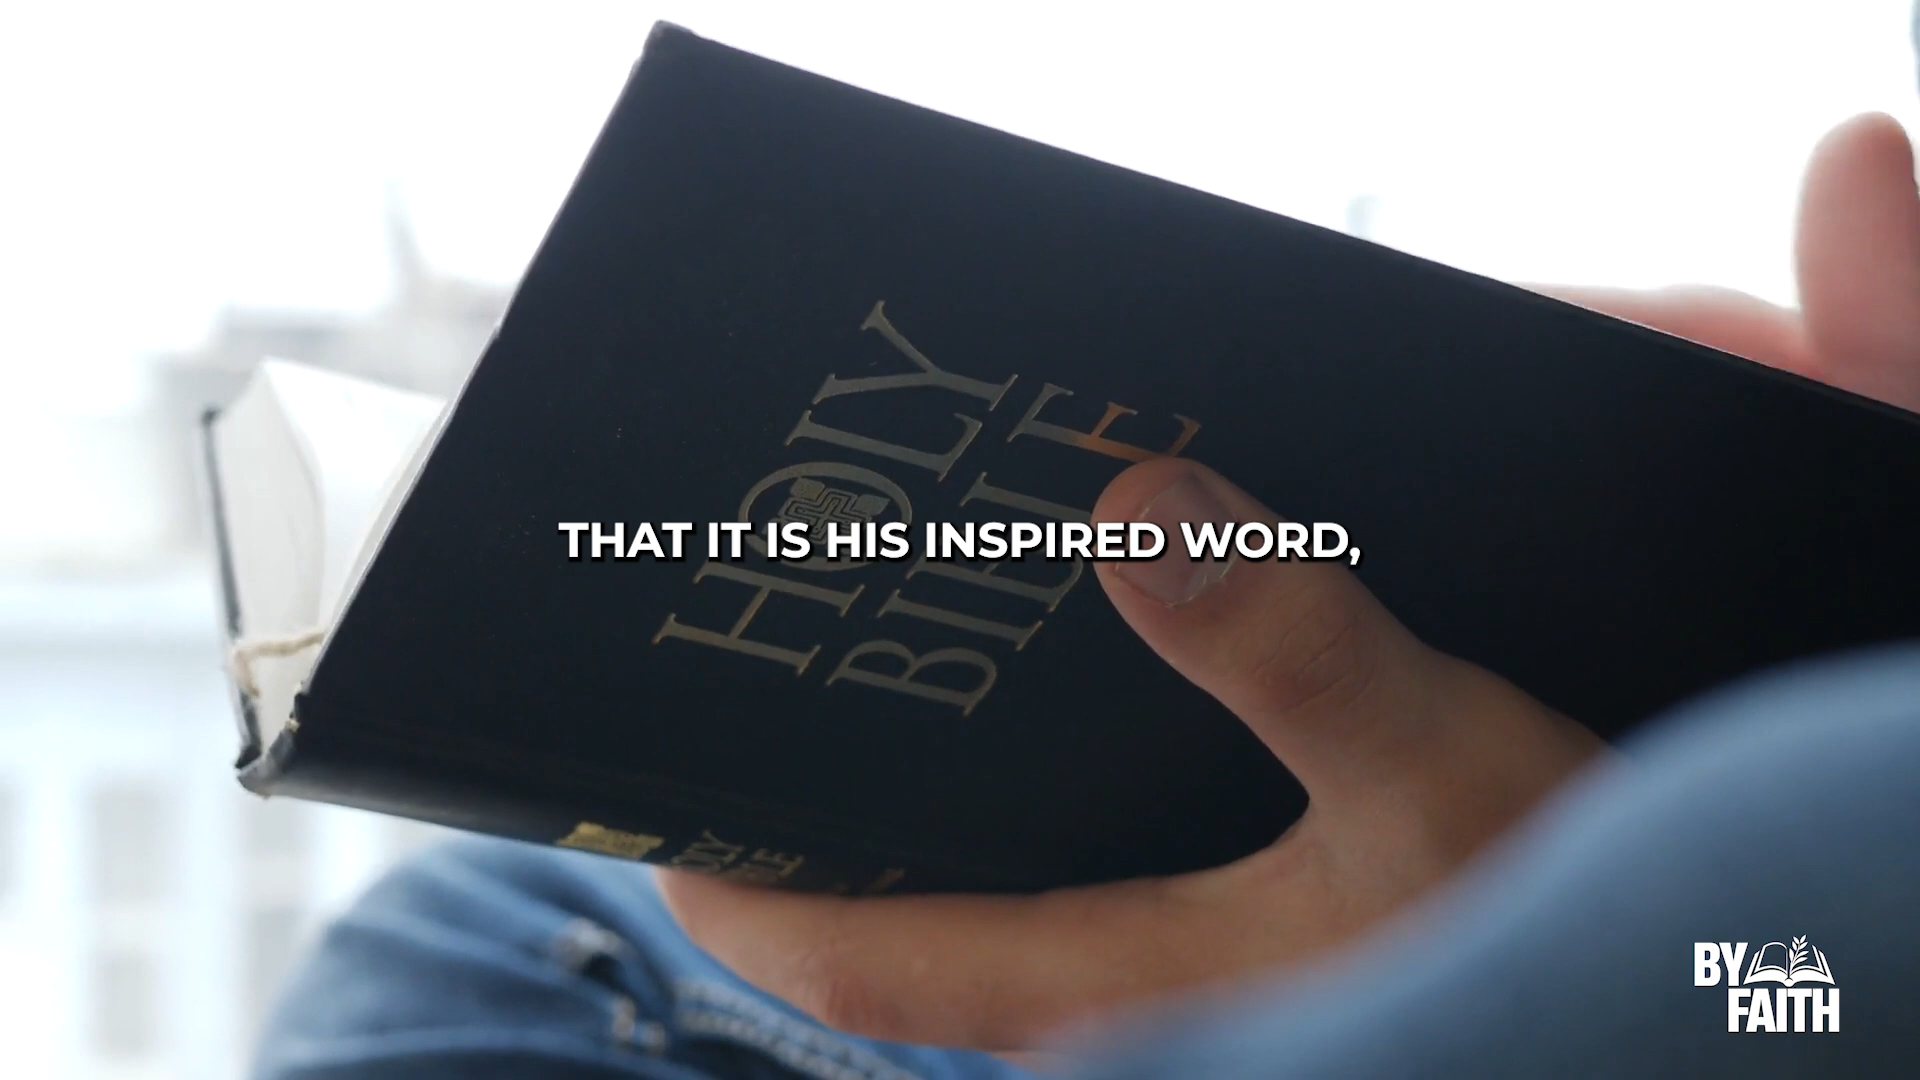 HOLY
BIBLE
THAT IT IS HIS INSPIRED WORD,
BY
FAITH